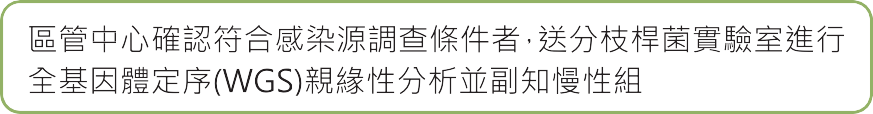 區管中心確認符合感染源調查條件者，送分枝桿菌實驗室進行
全基因體定序(WGS)親緣性分析並副知慢性組